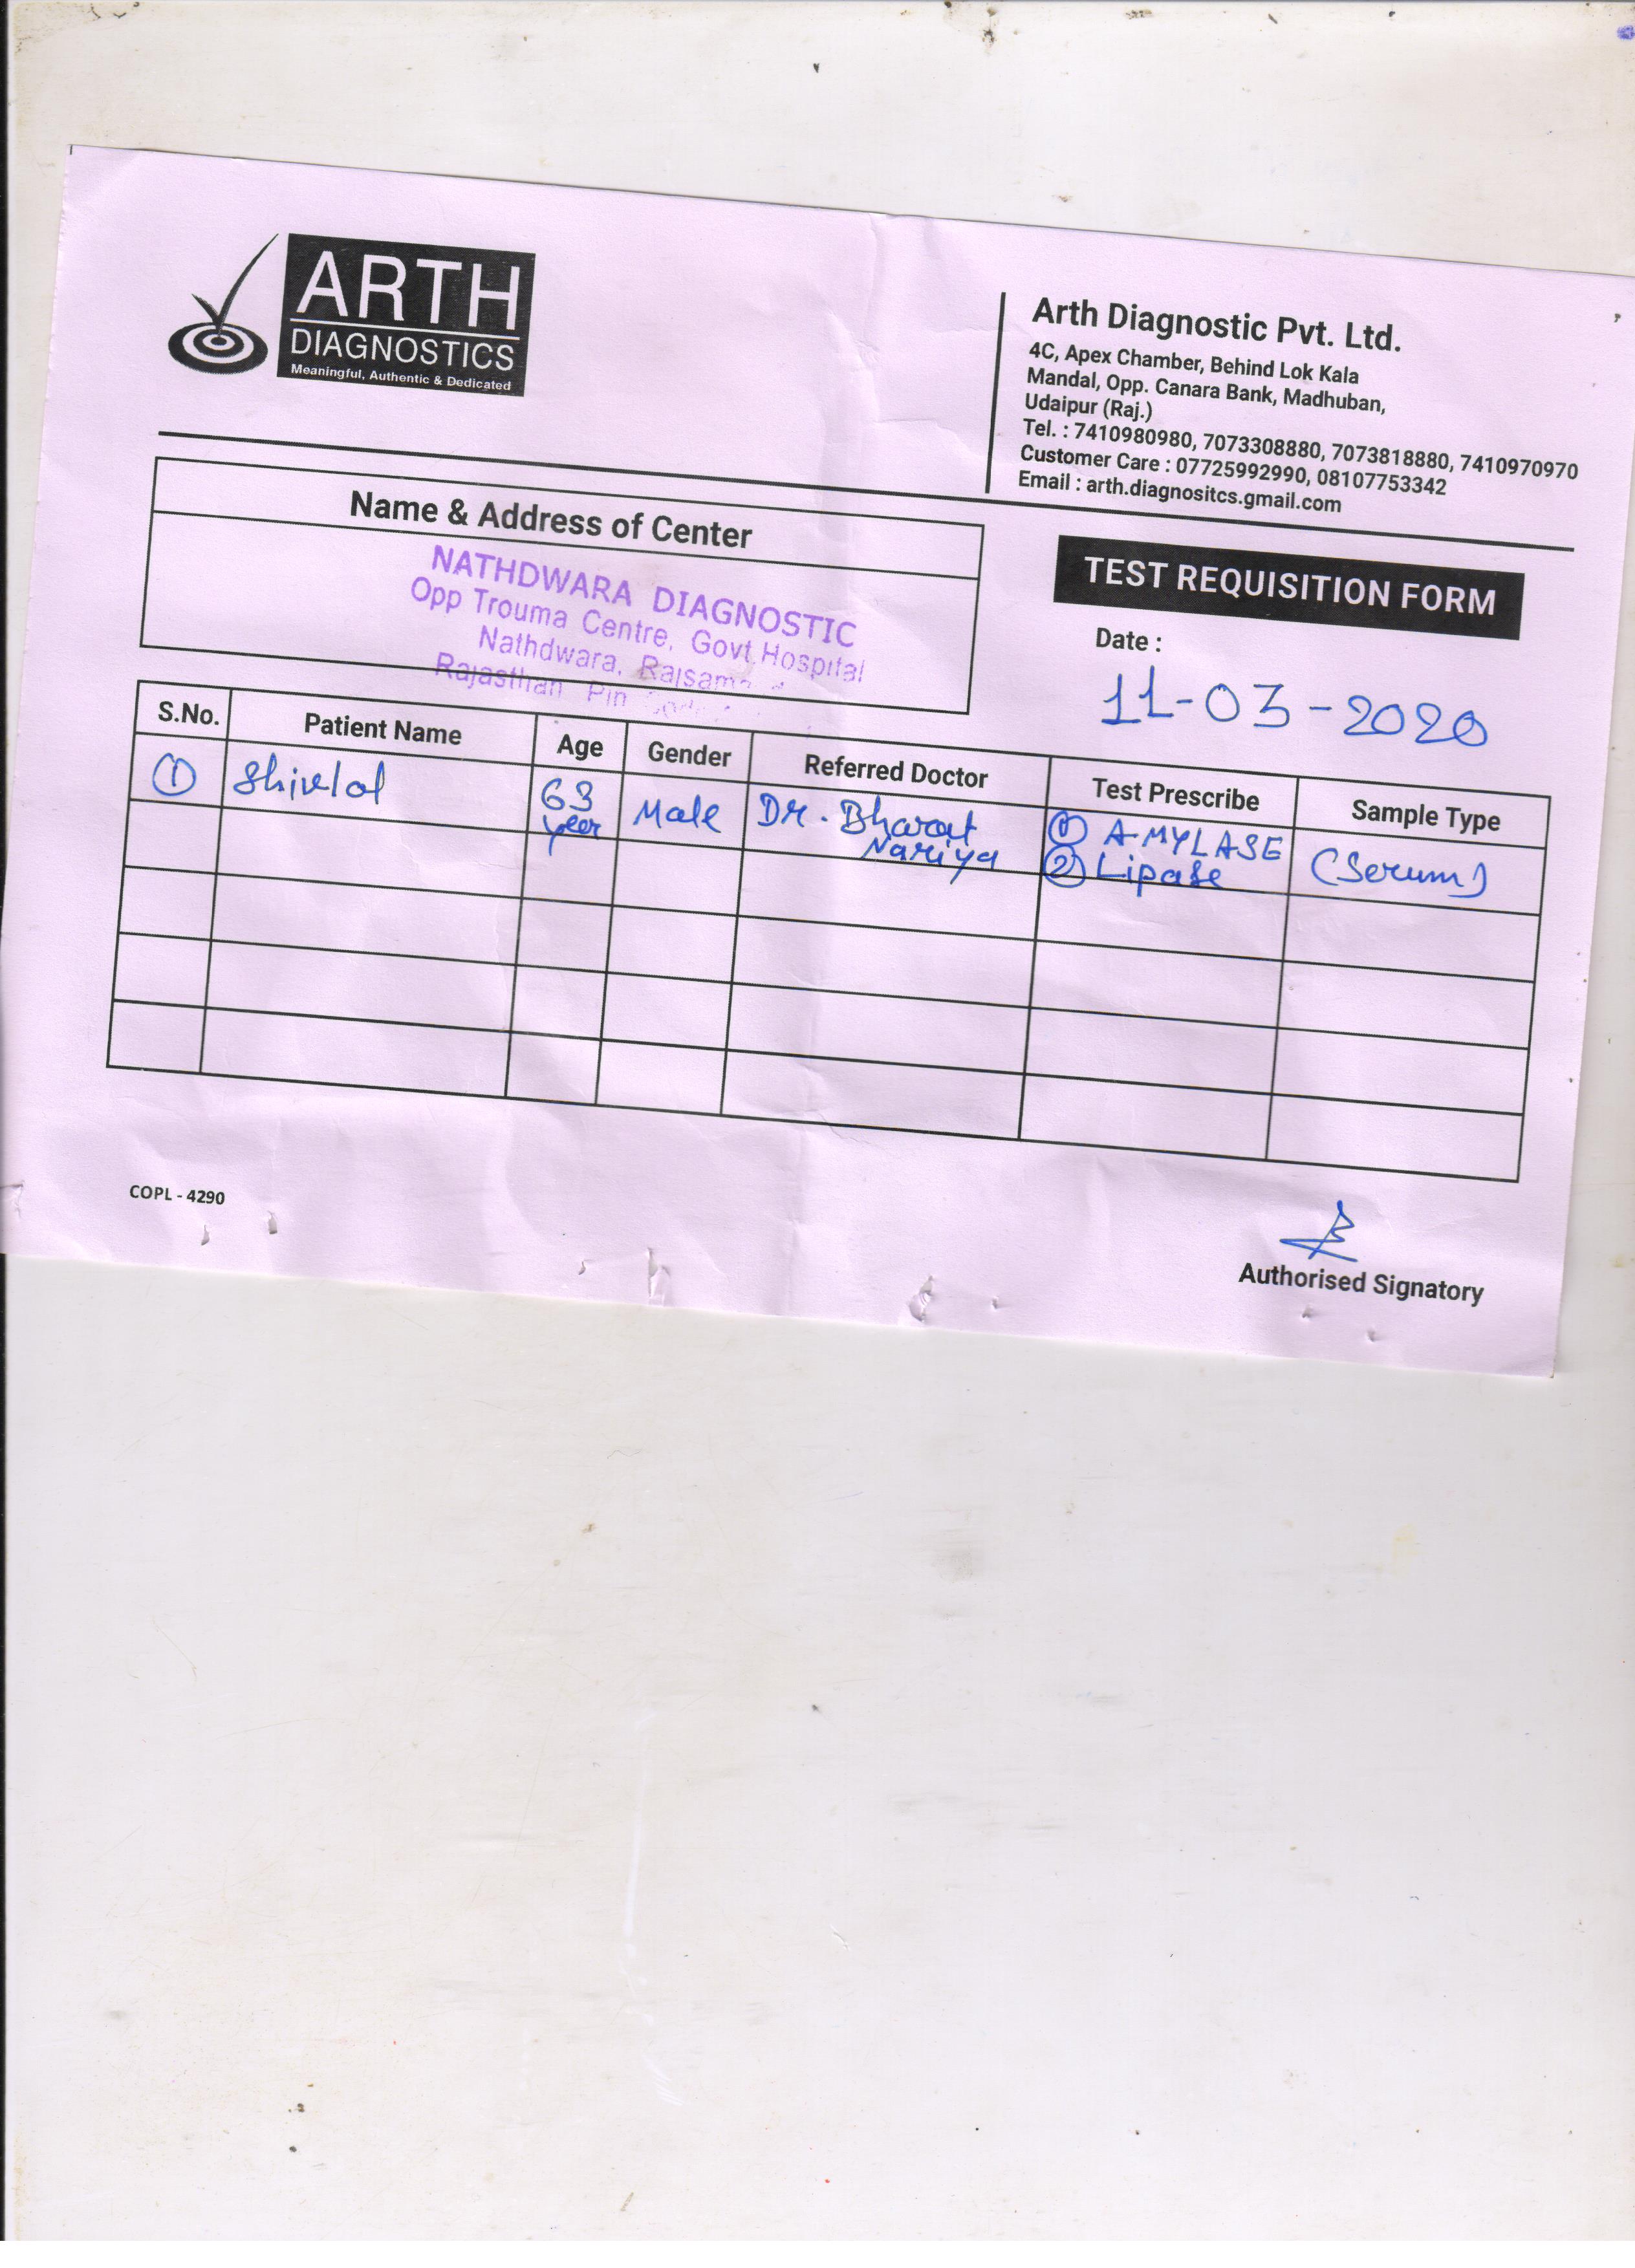 ARTH
DIAGNOSTICS
Meaningful, Authentic & Dedicated
Arth Diagnostic Pvt. Ltd.
4C, Apex Chamber, Behind Lok Kala
Mandal, Opp. Canara Bank, Madhuban,
Udaipur (Raj.)
Tel. : 7410980980, 7073308880, 7073818880, 7410970970
Customer Care : 07725992990, 08107753342
Email : arth.diagnositcs.gmail.com
Name & Address of Center
NATHDWARA DIAGNOSTIC
Opp Trouma Centre, Govt.Hospital
Nathdwara,
Rajasthan Pin
TEST REQUISITION FORM
Date :
11-03-2020
S.No. Patient Name Age Gender Referred Doctor Test Prescribe Sample Type
① Shivlal 63 year Male Dr. Bharat Nariya ① AMYLASE ② Lipase (Serum)
COPL - 4290
Authorised Signatory